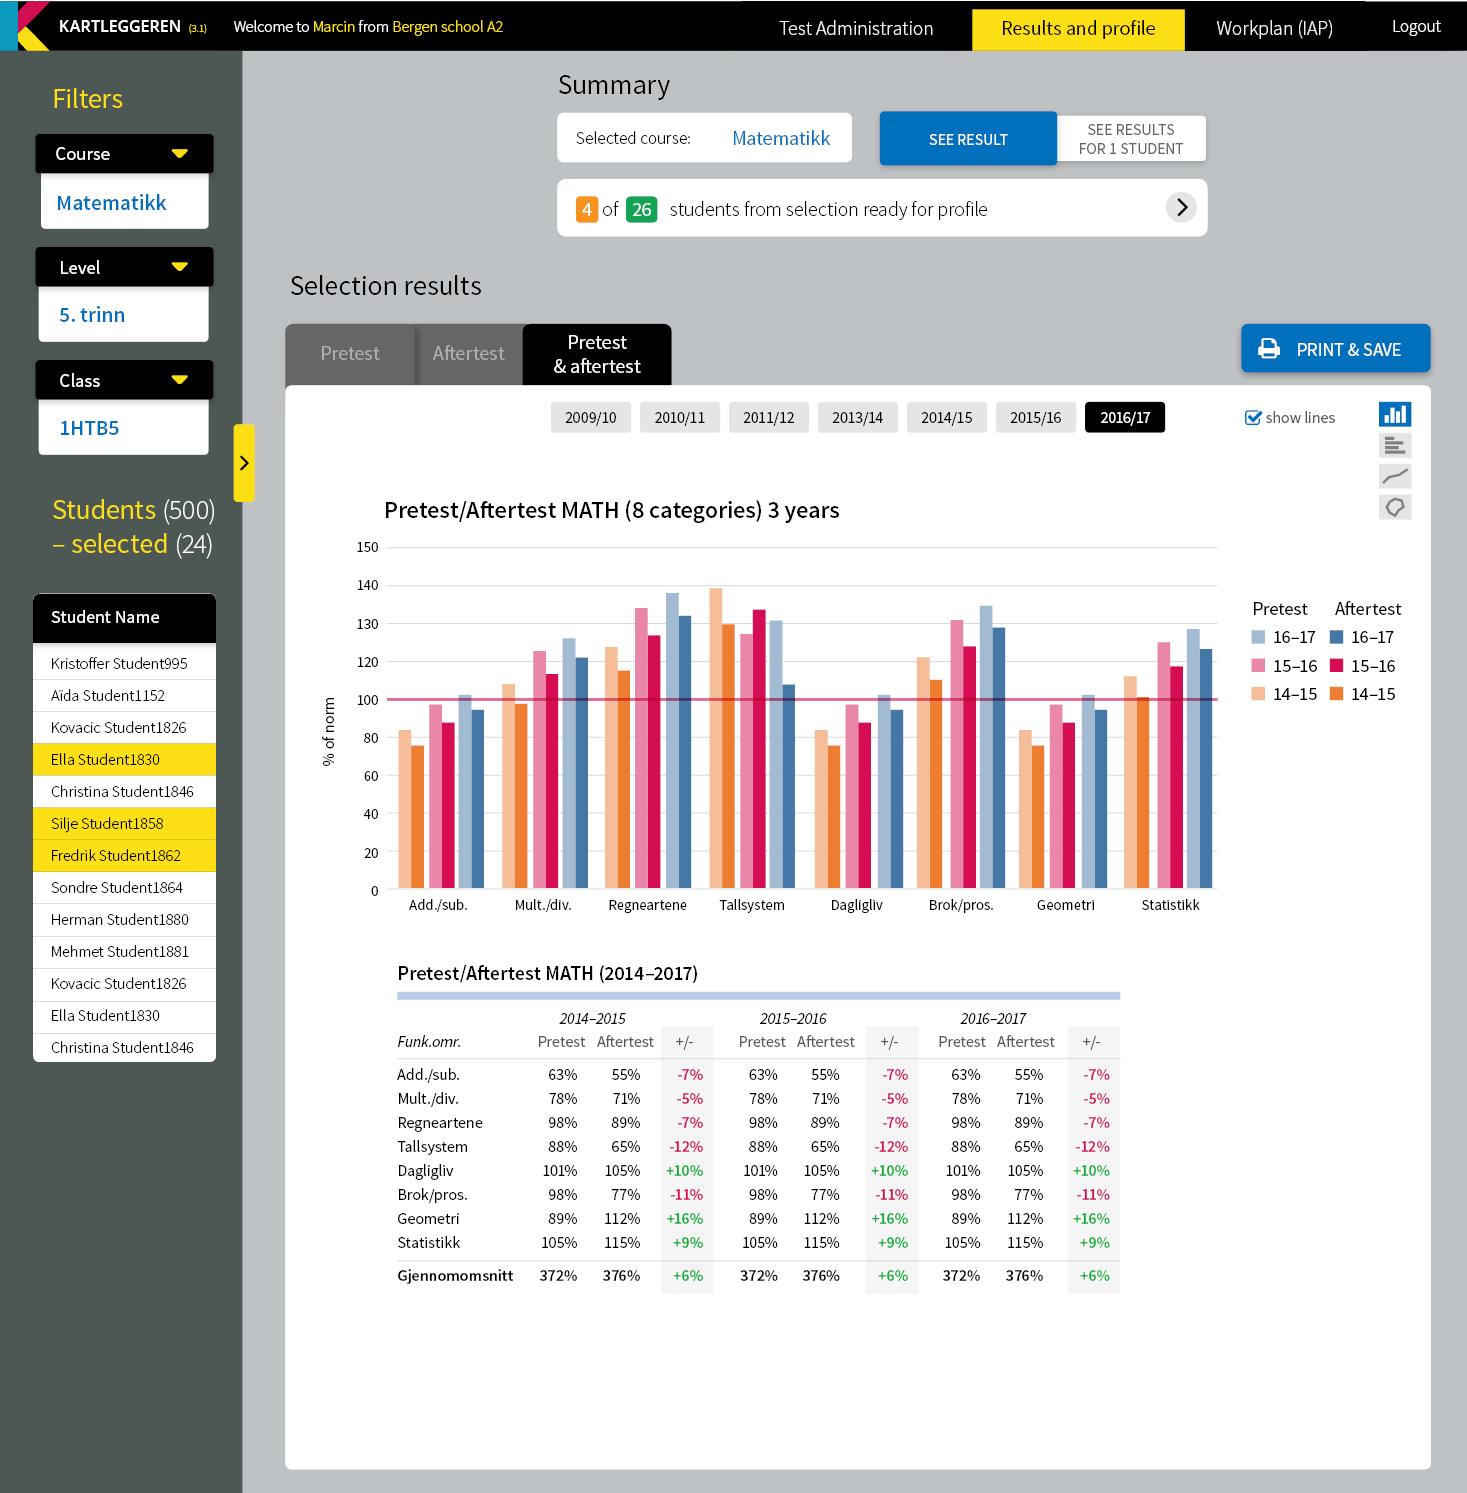 KARTLEGGEREN (3.1) Welcome to Marcin from Bergen school A2 Test Administration Results and profile Workplan (IAP) Logout
Filters
Course
Matematikk
Level
5. trinn
Class
1HTB5
Students (500)
– selected (24)
Student Name
Kristoffer Student995
Aïda Student1152
Kovacic Student1826
Ella Student1830
Christina Student1846
Silje Student1858
Fredrik Student1862
Sondre Student1864
Herman Student1880
Mehmet Student1881
Kovacic Student1826
Ella Student1830
Christina Student1846
Summary
Selected course: Matematikk
SEE RESULT
SEE RESULTS
FOR 1 STUDENT
4 of 26 students from selection ready for profile
Selection results
Pretest
Aftertest
Pretest
& aftertest
PRINT & SAVE
2009/10 2010/11 2011/12 2013/14 2014/15 2015/16 2016/17
show lines
Pretest/Aftertest MATH (8 categories) 3 years
150
140
130
120
100
80
60
40
20
0
% of norm
Add./sub. Mult./div. Regneartene Tallsystem Dagligliv Brok/pros. Geometri Statistikk
Pretest Aftertest
16–17 16–17
15–16 15–16
14–15 14–15
Pretest/Aftertest MATH (2014–2017)
2014–2015 2015–2016 2016–2017
Funk.omr. Pretest Aftertest +/- Pretest Aftertest +/- Pretest Aftertest +/-
Add./sub. 63% 55% -7% 63% 55% -7% 63% 55% -7%
Mult./div. 78% 71% -5% 78% 71% -5% 78% 71% -5%
Regneartene 98% 89% -7% 98% 89% -7% 98% 89% -7%
Tallsystem 88% 65% -12% 88% 65% -12% 88% 65% -12%
Dagligliv 101% 105% +10% 101% 105% +10% 101% 105% +10%
Brok/pros. 98% 77% -11% 98% 77% -11% 98% 77% -11%
Geometri 89% 112% +16% 89% 112% +16% 89% 112% +16%
Statistikk 105% 115% +9% 105% 115% +9% 105% 115% +9%
Gjennomomsnitt 372% 376% +6% 372% 376% +6% 372% 376% +6%